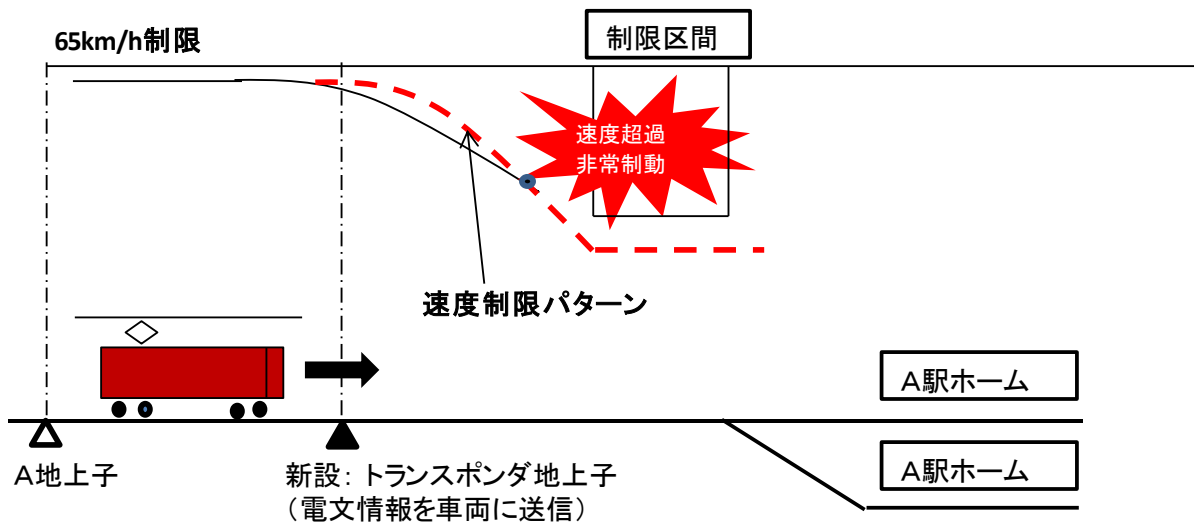 65km/h制限
制限区間
速度超過
非常制動
速度制限パターン
A駅ホーム
A駅ホーム
A地上子
新設：トランスポンダ地上子
（電文情報を車両に送信）